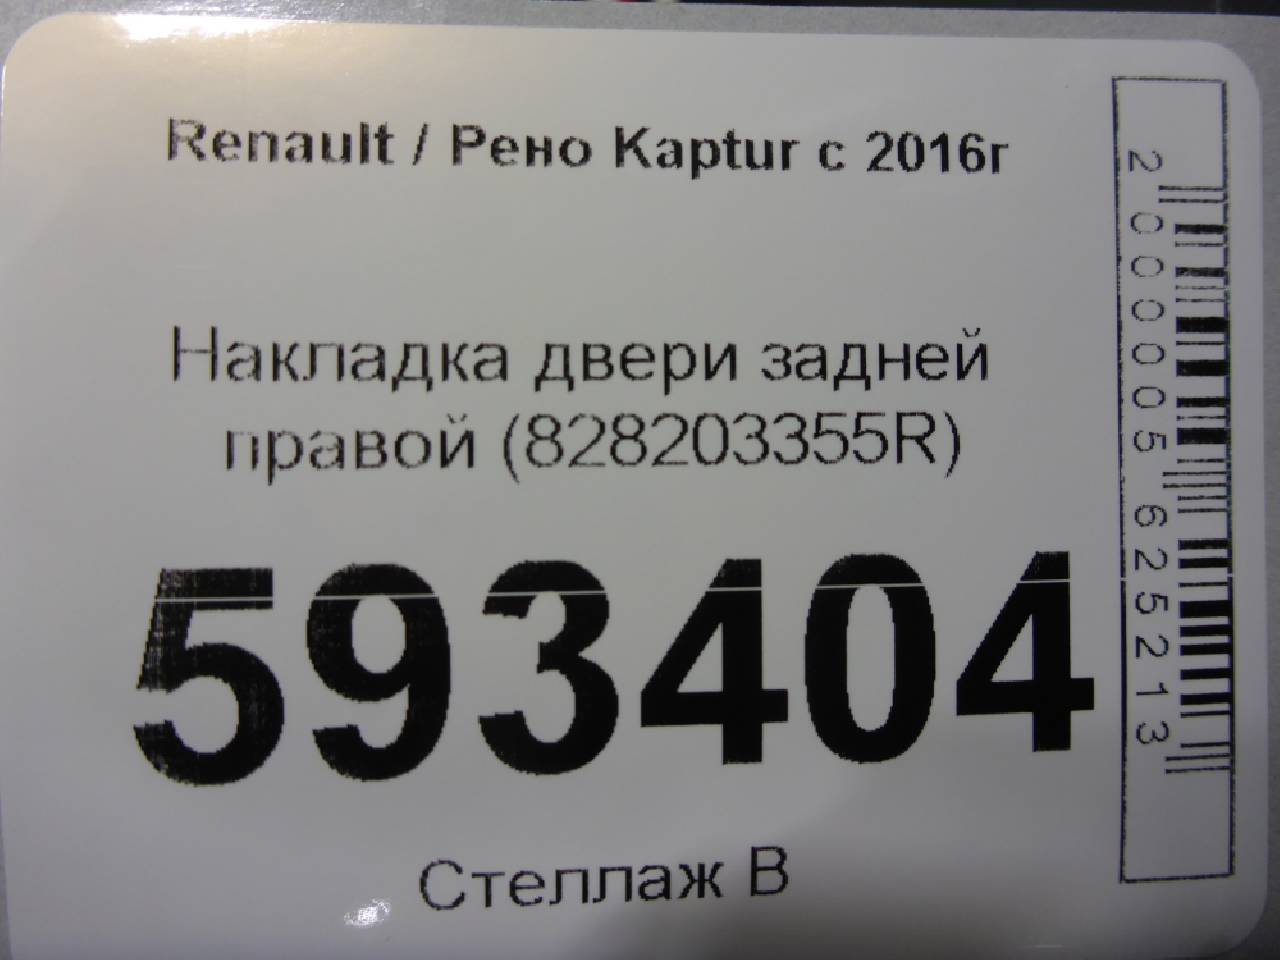 Renault / Рено Kaptur с 2016г
Накладка двери задней
правой (828203355R)
593404
Стеллаж В
2000005625213